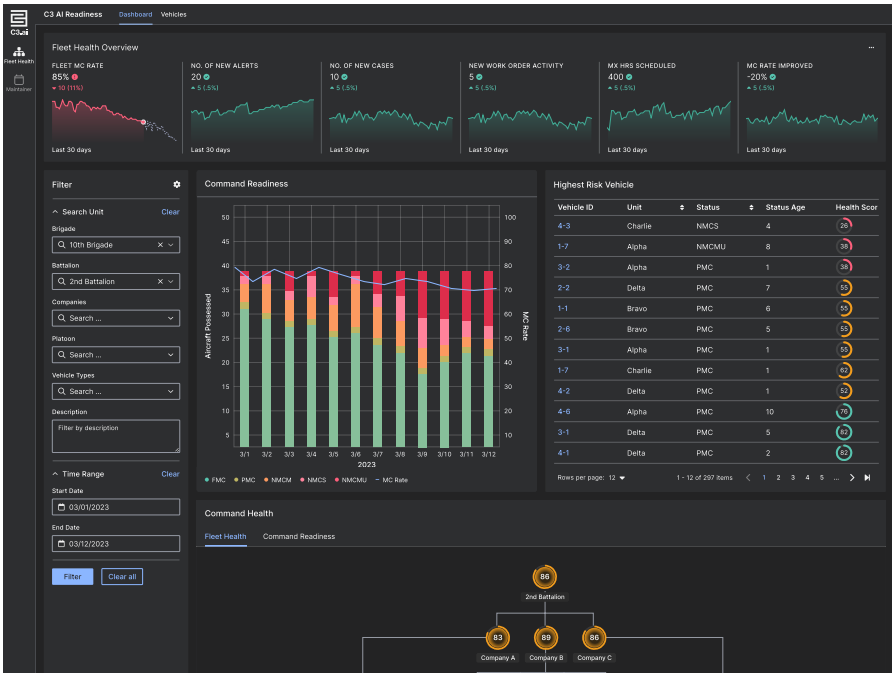 C3.ai
C3 AI Readiness
Dashboard
Vehicles
Fleet Health
Maintainer
Fleet Health Overview
...
FLEET MC RATE
85%
10 (11%)
Last 30 days
NO. OF NEW ALERTS
20
5 (.5%)
Last 30 days
NO. OF NEW CASES
10
5 (.5%)
Last 30 days
NEW WORK ORDER ACTIVITY
5
5 (.5%)
Last 30 days
MX HRS SCHEDULED
400
5 (.5%)
Last 30 days
MC RATE IMPROVED
-20%
5 (.5%)
Last 30 days
Filter
Search Unit Clear
Brigade
10th Brigade
Battalion
2nd Battalion
Companies
Search ...
Platoon
Search ...
Vehicle Types
Search ...
Description
Filter by description
Time Range Clear
Start Date
03/01/2023
End Date
03/12/2023
Filter Clear all
Command Readiness
Aircraft Possessed
50
45
40
35
30
25
20
15
10
5
100
90
80
70
60
50
40
30
20
10
MC Rate
3/1 3/2 3/3 3/4 3/5 3/6 3/7 3/8 3/9 3/10 3/11 3/12
2023
FMC PMC NMCM NMCS NMCMU MC Rate
Highest Risk Vehicle
Vehicle ID Unit Status Status Age Health Scor
4-3 Charlie NMCS 4 26
1-7 Alpha NMCMU 8 38
3-2 Alpha PMC 1 38
2-2 Delta PMC 7 55
1-1 Bravo PMC 6 55
2-6 Bravo PMC 5 55
3-1 Alpha PMC 1 55
1-7 Charlie PMC 1 62
4-2 Delta PMC 1 52
4-6 Alpha PMC 10 76
3-1 Delta PMC 5 82
4-1 Delta PMC 2 82
Rows per page: 12 1 - 12 of 297 items 1 2 3 4 5 ...
Command Health
Fleet Health Command Readiness
86
2nd Battalion
83 89 86
Company A Company B Company C